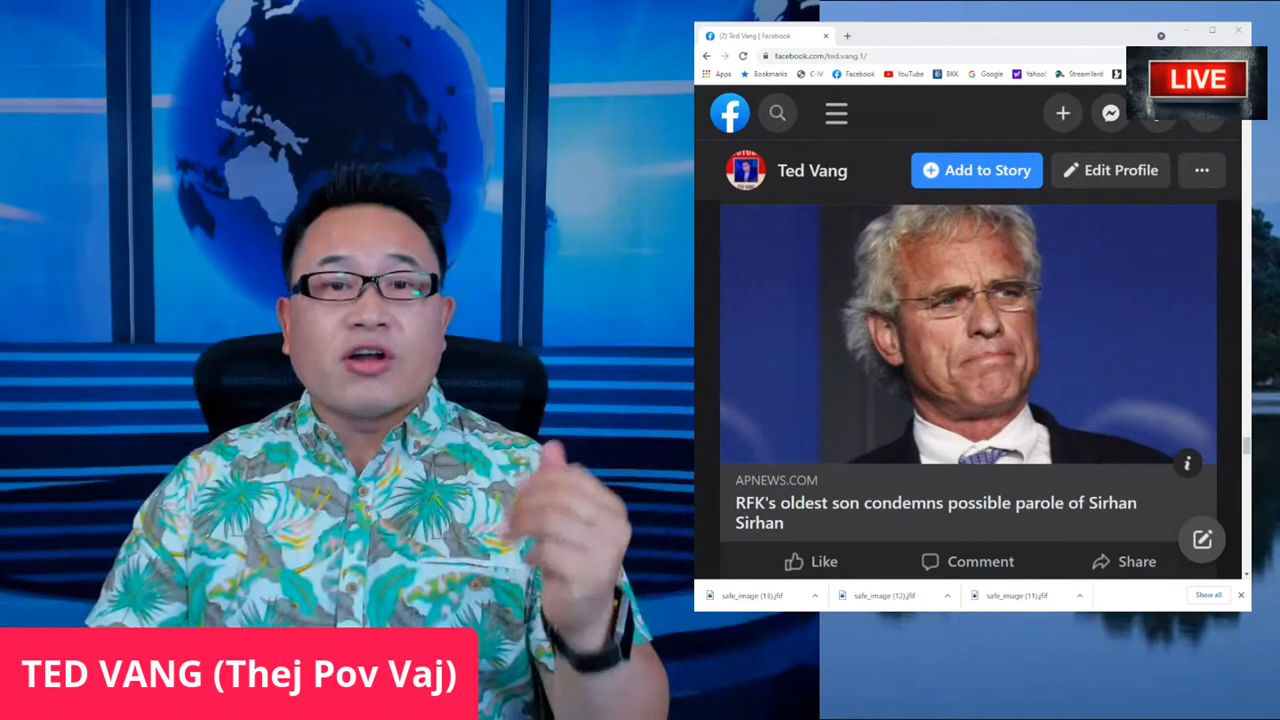 (2) Ted Vang | Facebook
facebook.com/ted.vang.1/
Apps Bookmarks C-IV Facebook YouTube BKK Google Yahoo! StreamYard
LIVE
Ted Vang
Add to Story
Edit Profile
TED VANG
APNEWS.COM
RFK's oldest son condemns possible parole of Sirhan
Sirhan
Like Comment Share
safe_image (13).jfif safe_image (12).jfif safe_image (11).jfif Show all
TED VANG (Thej Pov Vaj)